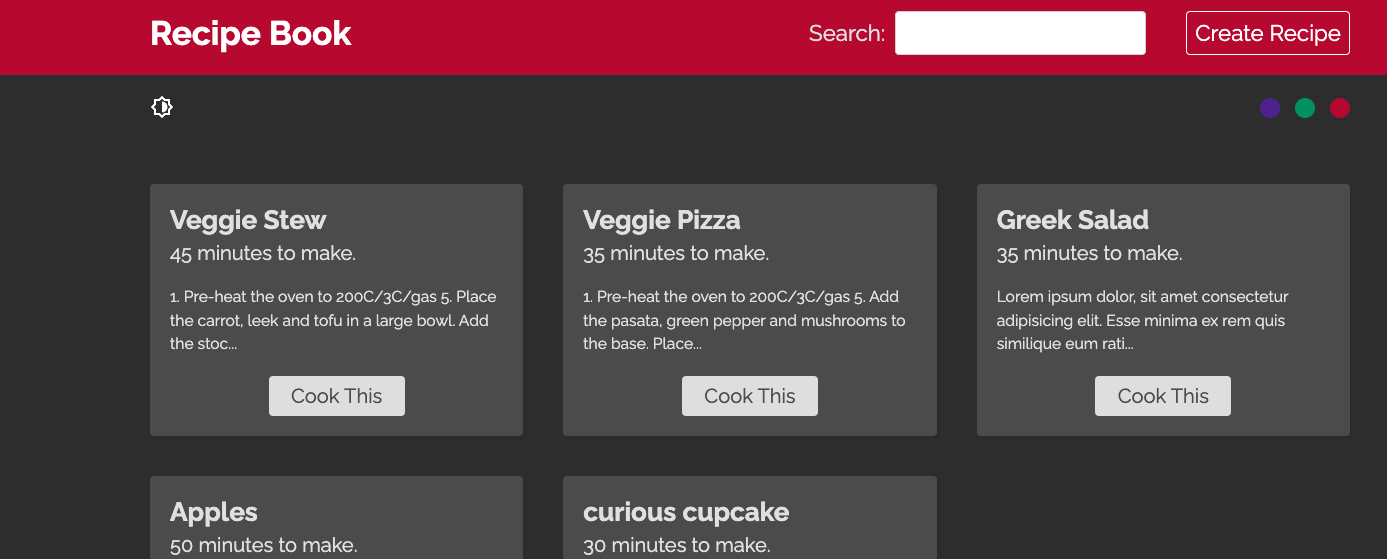 Recipe Book
Search:
Create Recipe
Veggie Stew
45 minutes to make.
1. Pre-heat the oven to 200C/3C/gas 5. Place
the carrot, leek and tofu in a large bowl. Add
the stoc...
Cook This
Veggie Pizza
35 minutes to make.
1. Pre-heat the oven to 200C/3C/gas 5. Add
the pasata, green pepper and mushrooms to
the base. Place...
Cook This
Greek Salad
35 minutes to make.
Lorem ipsum dolor, sit amet consectetur
adipisicing elit. Esse minima ex rem quis
similique eum rati...
Cook This
Apples
50 minutes to make.
curious cupcake
30 minutes to make.